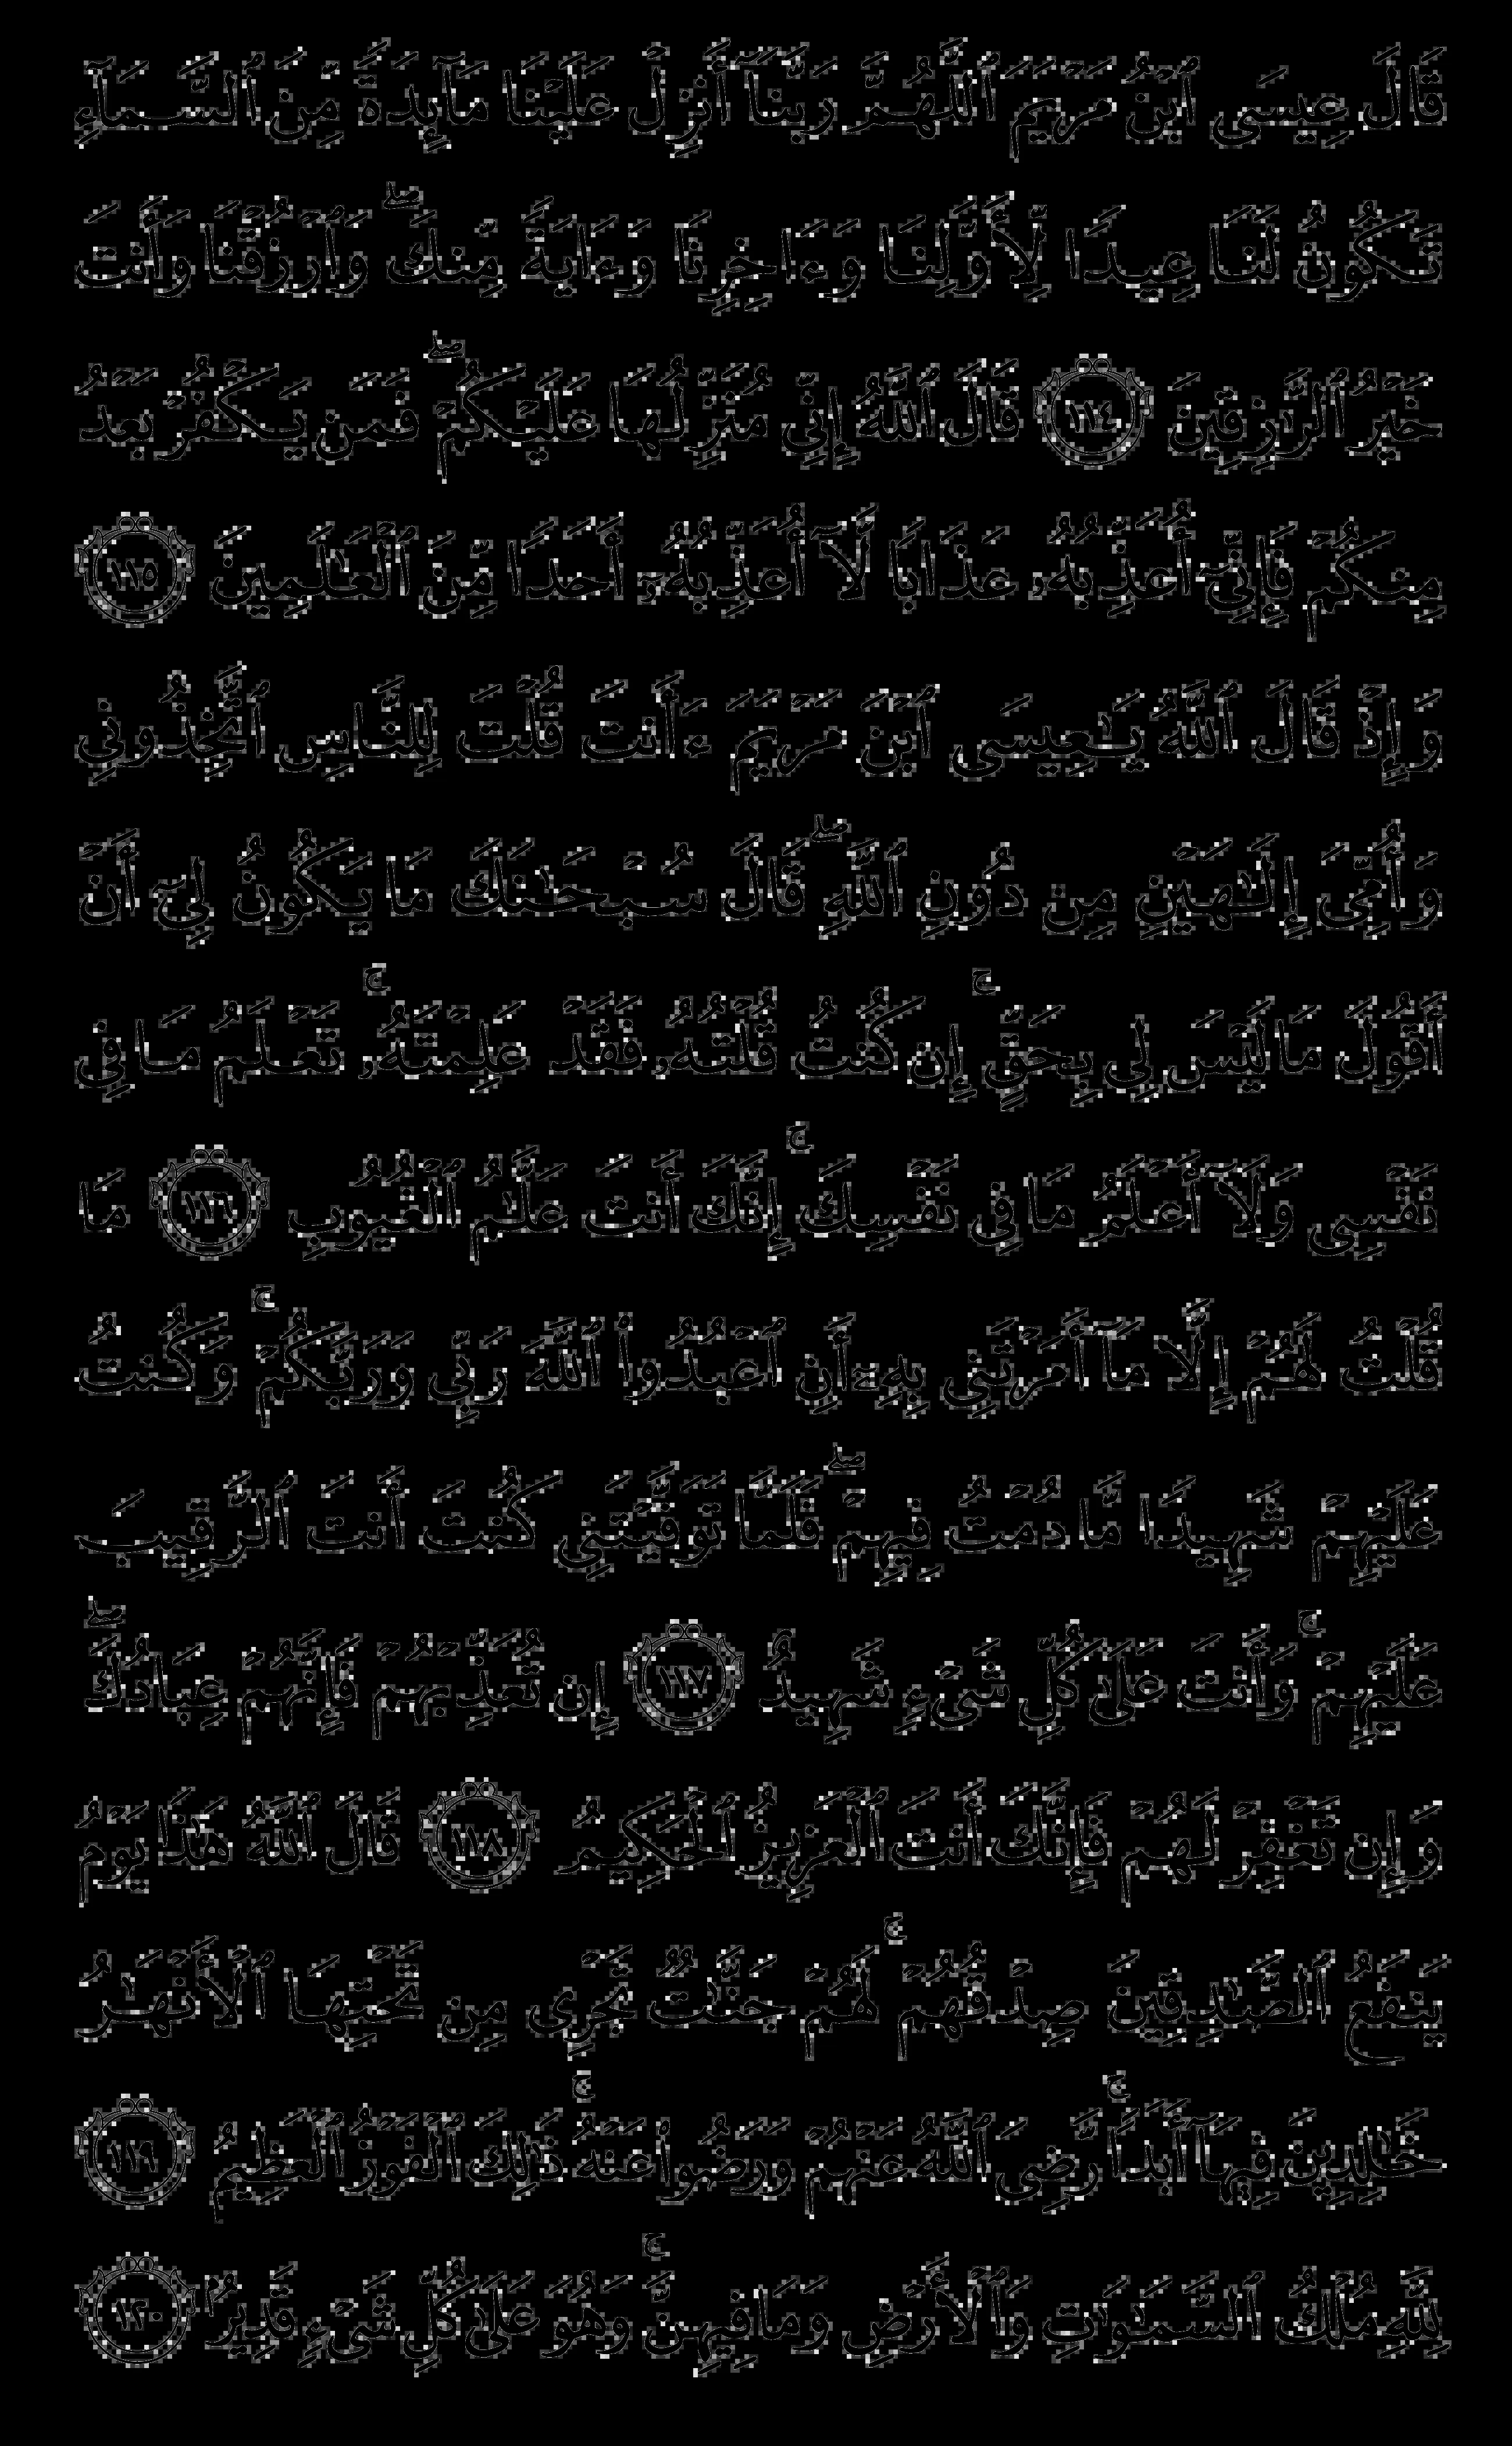 قَالَ عِيسَى ٱبْنُ مَرْيَمَ ٱللَّهُمَّ رَبَّنَآ أَنزِلْ عَلَيْنَا مَآئِدَةً مِّنَ ٱلسَّمَآءِ
تَكُونُ لَنَا عِيدًا لِّأَوَّلِنَا وَءَاخِرِنَا وَءَايَةً مِّنكَ ۖ وَٱرْزُقْنَا وَأَنتَ
خَيْرُ ٱلرَّٰزِقِينَ ١١٤ قَالَ ٱللَّهُ إِنِّى مُنَزِّلُهَا عَلَيْكُمْ ۖ فَمَن يَكْفُرْ بَعْدُ
مِنكُمْ فَإِنِّىٓ أُعَذِّبُهُۥ عَذَابًا لَّآ أُعَذِّبُهُۥٓ أَحَدًا مِّنَ ٱلْعَٰلَمِينَ ١١٥
وَإِذْ قَالَ ٱللَّهُ يَٰعِيسَى ٱبْنَ مَرْيَمَ ءَأَنتَ قُلْتَ لِلنَّاسِ ٱتَّخِذُونِى
وَأُمِّىَ إِلَٰهَيْنِ مِن دُونِ ٱللَّهِ ۖ قَالَ سُبْحَٰنَكَ مَا يَكُونُ لِىٓ أَنْ
أَقُولَ مَا لَيْسَ لِى بِحَقٍّ ۚ إِن كُنتُ قُلْتُهُۥ فَقَدْ عَلِمْتَهُۥ ۚ تَعْلَمُ مَا فِى
نَفْسِى وَلَآ أَعْلَمُ مَا فِى نَفْسِكَ ۚ إِنَّكَ أَنتَ عَلَّٰمُ ٱلْغُيُوبِ ١١٦ مَا
قُلْتُ لَهُمْ إِلَّا مَآ أَمَرْتَنِى بِهِۦٓ أَنِ ٱعْبُدُوا۟ ٱللَّهَ رَبِّى وَرَبَّكُمْ ۚ وَكُنتُ
عَلَيْهِمْ شَهِيدًا مَّا دُمْتُ فِيهِمْ ۖ فَلَمَّا تَوَفَّيْتَنِى كُنتَ أَنتَ ٱلرَّقِيبَ
عَلَيْهِمْ ۚ وَأَنتَ عَلَىٰ كُلِّ شَىْءٍ شَهِيدٌ ١١٧ إِن تُعَذِّبْهُمْ فَإِنَّهُمْ عِبَادُكَ ۖ
وَإِن تَغْفِرْ لَهُمْ فَإِنَّكَ أَنتَ ٱلْعَزِيزُ ٱلْحَكِيمُ ١١٨ قَالَ ٱللَّهُ هَٰذَا يَوْمُ
يَنفَعُ ٱلصَّٰدِقِينَ صِدْقُهُمْ ۚ لَهُمْ جَنَّٰتٌ تَجْرِى مِن تَحْتِهَا ٱلْأَنْهَٰرُ
خَٰلِدِينَ فِيهَآ أَبَدًا ۚ رَّضِىَ ٱللَّهُ عَنْهُمْ وَرَضُوا۟ عَنْهُ ۚ ذَٰلِكَ ٱلْفَوْزُ ٱلْعَظِيمُ ١١٩
لِلَّهِ مُلْكُ ٱلسَّمَٰوَٰتِ وَٱلْأَرْضِ وَمَا فِيهِنَّ ۚ وَهُوَ عَلَىٰ كُلِّ شَىْءٍ قَدِيرٌۢ ١٢٠